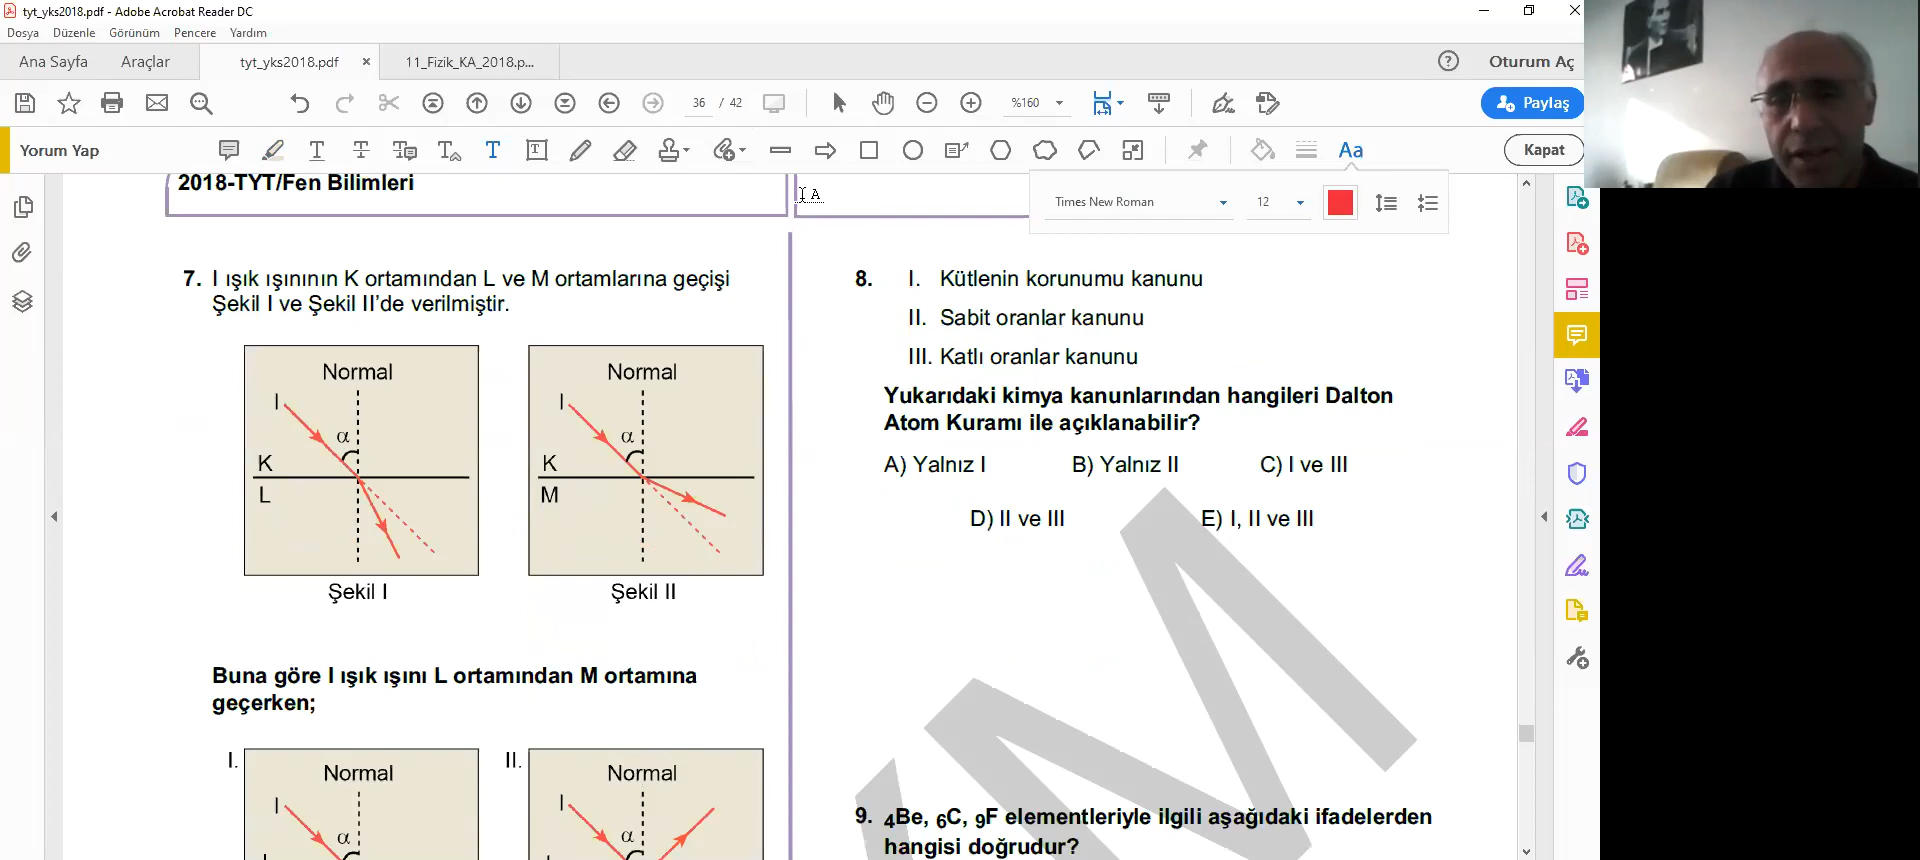 tyt_yks2018.pdf - Adobe Acrobat Reader DC
Dosya Düzenle Görünüm Pencere Yardım
Ana Sayfa Araçlar tyt_yks2018.pdf × 11_Fizik_KA_2018.p... ? Oturum Aç
36 / 42 %160 Paylaş
Yorum Yap Aa Kapat
Times New Roman 12
2018-TYT/Fen Bilimleri
7. I ışık ışınının K ortamından L ve M ortamlarına geçişi
Şekil I ve Şekil II'de verilmiştir.
Normal
I
α
K
L
Şekil I
Normal
I
α
K
M
Şekil II
Buna göre I ışık ışını L ortamından M ortamına
geçerken;
I.
Normal
I
α
II.
Normal
I
α
8. I. Kütlenin korunumu kanunu
II. Sabit oranlar kanunu
III. Katlı oranlar kanunu
Yukarıdaki kimya kanunlarından hangileri Dalton
Atom Kuramı ile açıklanabilir?
A) Yalnız I B) Yalnız II C) I ve III
D) II ve III E) I, II ve III
9. ₄Be, ₆C, ₉F elementleriyle ilgili aşağıdaki ifadelerden
hangisi doğrudur?